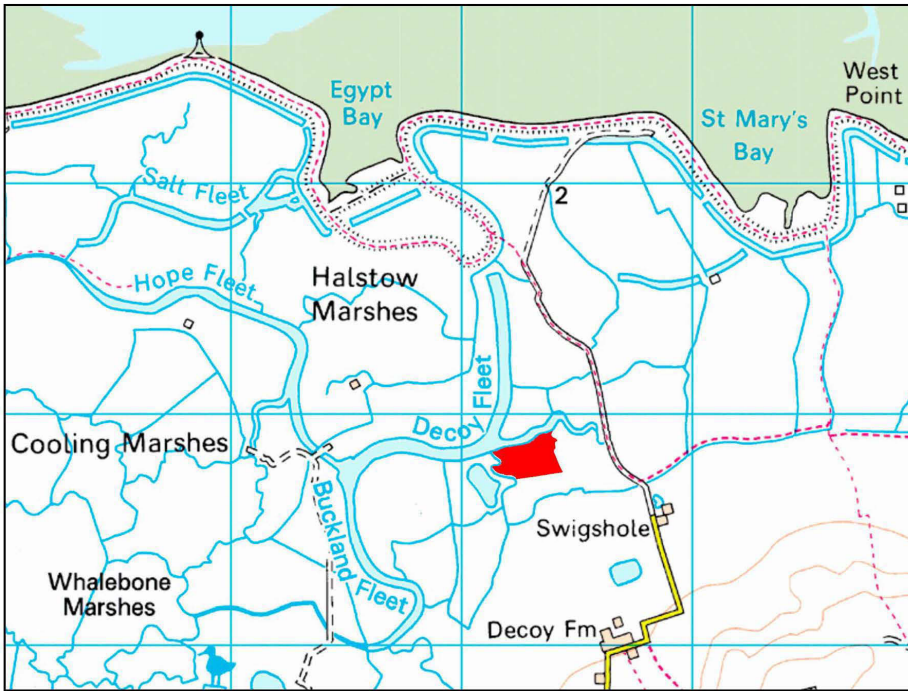 Egypt
Bay
West
Point
St Mary's
Bay
Salt Fleet
2
Hope Fleet
Halstow
Marshes
Decoy Fleet
Cooling Marshes
Buckland Fleet
Swigshole
Whalebone
Marshes
Decoy Fm